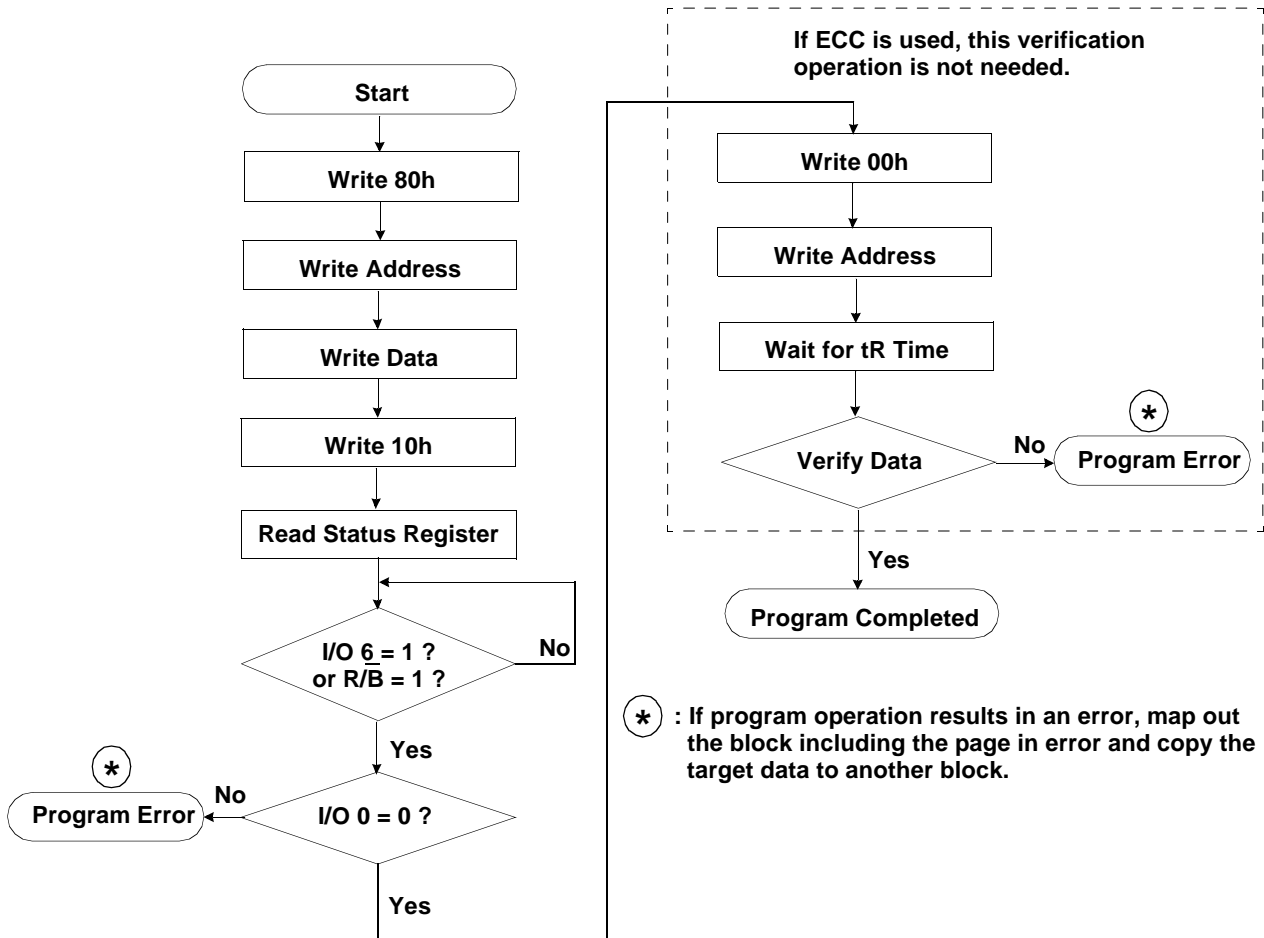 Start
Write 80h
Write Address
Write Data
Write 10h
Read Status Register
I/O 6 = 1 ?
or R/B̅ = 1 ?
No
Yes
*
Program Error
No
I/O 0 = 0 ?
Yes
If ECC is used, this verification
operation is not needed.
Write 00h
Write Address
Wait for tR Time
Verify Data
No
*
Program Error
Yes
Program Completed
* : If program operation results in an error, map out
the block including the page in error and copy the
target data to another block.